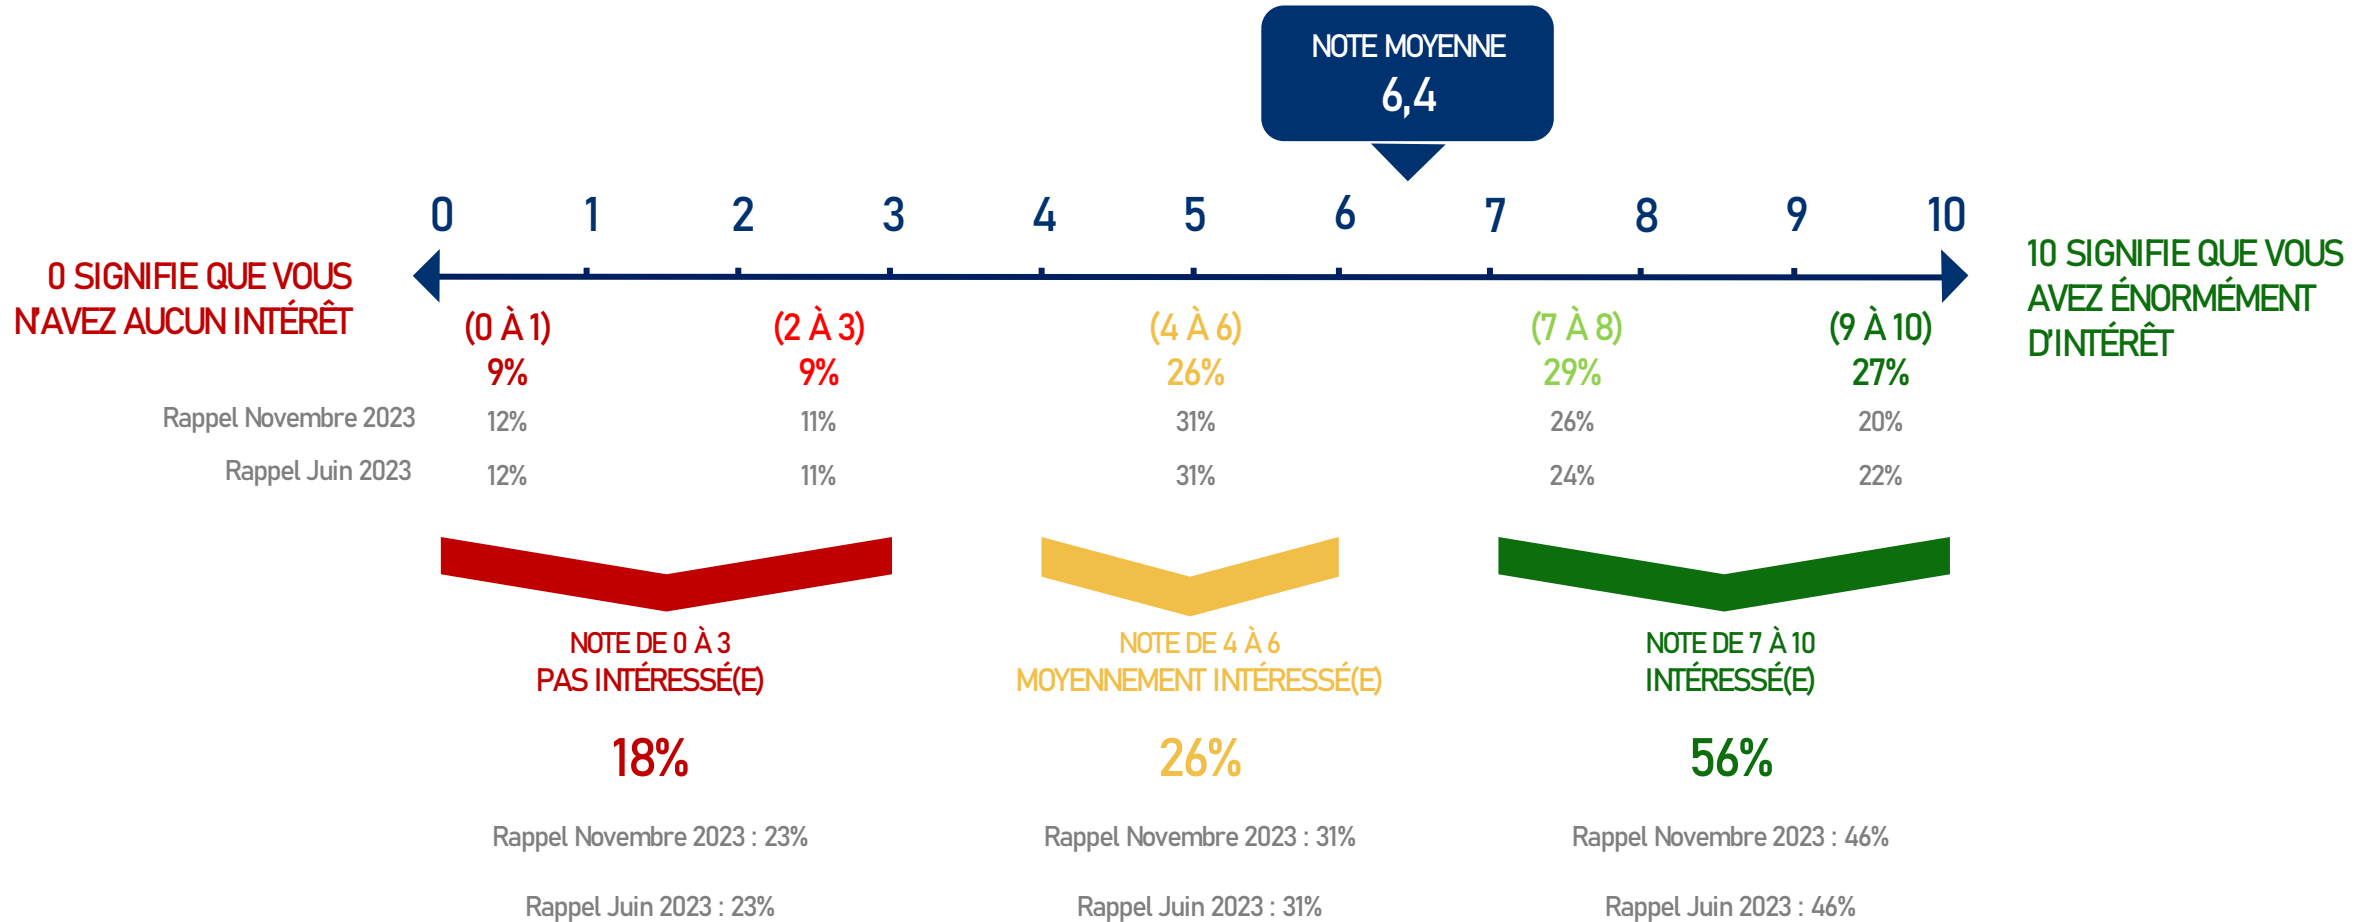 NOTE MOYENNE
6,4
0 1 2 3 4 5 6 7 8 9 10
0 SIGNIFIE QUE VOUS
N'AVEZ AUCUN INTÉRÊT
10 SIGNIFIE QUE VOUS
AVEZ ÉNORMÉMENT
D'INTÉRÊT
(0 À 1) (2 À 3) (4 À 6) (7 À 8) (9 À 10)
9% 9% 26% 29% 27%
Rappel Novembre 2023 12% 11% 31% 26% 20%
Rappel Juin 2023 12% 11% 31% 24% 22%
NOTE DE 0 À 3
PAS INTÉRESSÉ(E)
18%
Rappel Novembre 2023 : 23%
Rappel Juin 2023 : 23%
NOTE DE 4 À 6
MOYENNEMENT INTÉRESSÉ(E)
26%
Rappel Novembre 2023 : 31%
Rappel Juin 2023 : 31%
NOTE DE 7 À 10
INTÉRESSÉ(E)
56%
Rappel Novembre 2023 : 46%
Rappel Juin 2023 : 46%